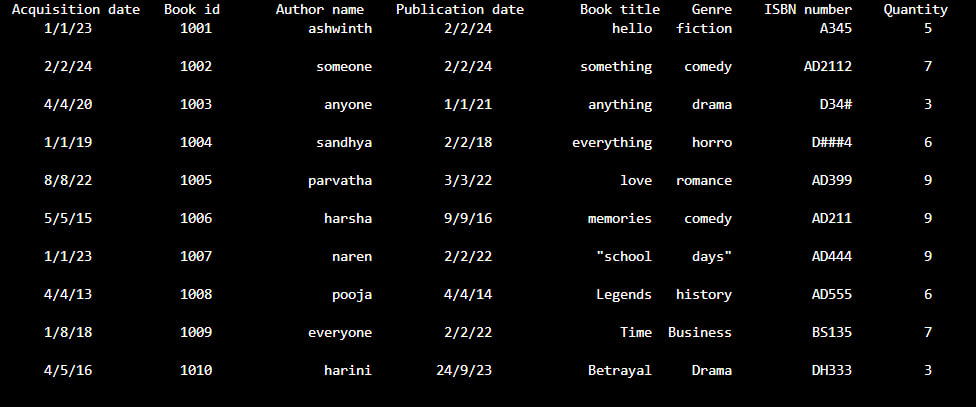 Acquisition date Book id Author name Publication date Book title Genre ISBN number Quantity
1/1/23 1001 ashwinth 2/2/24 hello fiction A345 5
2/2/24 1002 someone 2/2/24 something comedy AD2112 7
4/4/20 1003 anyone 1/1/21 anything drama D34# 3
1/1/19 1004 sandhya 2/2/18 everything horro D###4 6
8/8/22 1005 parvatha 3/3/22 love romance AD399 9
5/5/15 1006 harsha 9/9/16 memories comedy AD211 9
1/1/23 1007 naren 2/2/22 "school days" AD444 9
4/4/13 1008 pooja 4/4/14 Legends history AD555 6
1/8/18 1009 everyone 2/2/22 Time Business BS135 7
4/5/16 1010 harini 24/9/23 Betrayal Drama DH333 3